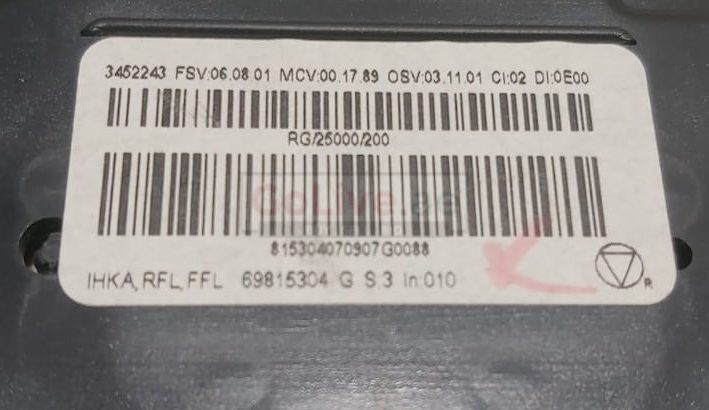 3452243 FSV:06.08.01 MCV:00.17.89 OSV:03.11.01 CI:02 DI:0E00
RG/25000/200
GoLive.ae
815304070907G0088
IHKA, RFL, FFL 69815304 G S:3 In:010
R